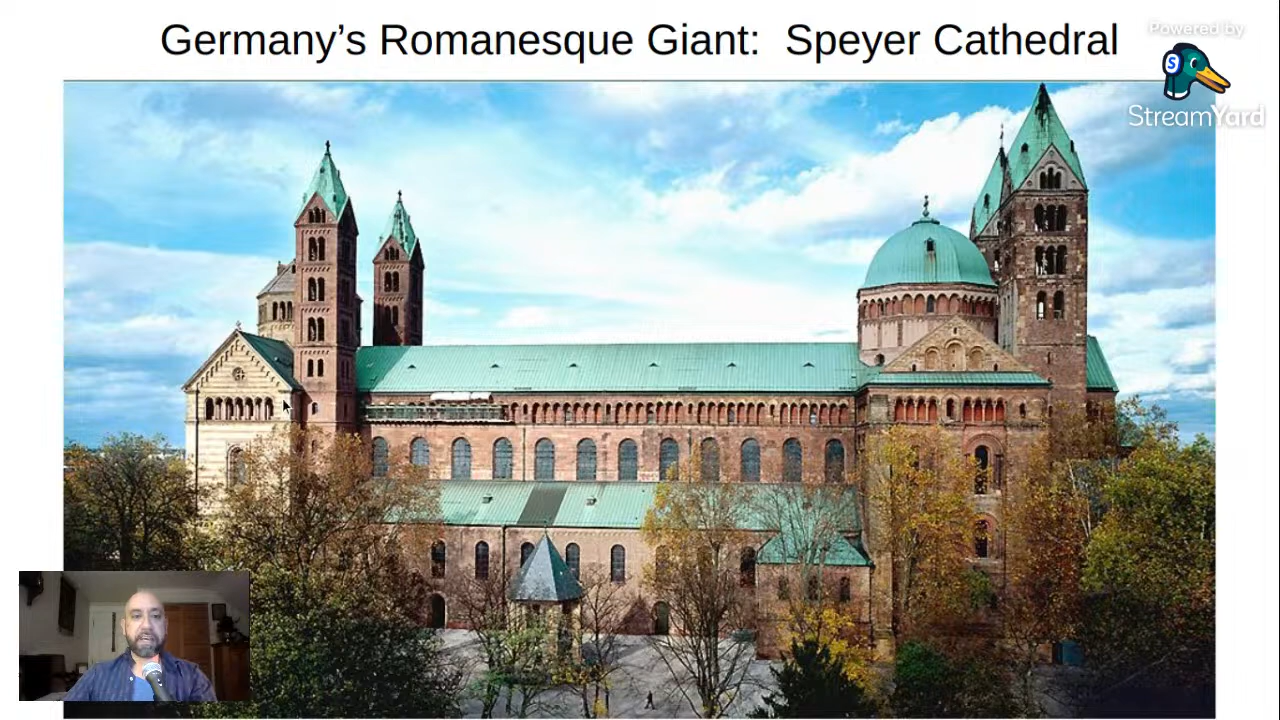 Germany’s Romanesque Giant:  Speyer Cathedral
Powered by
S
StreamYard